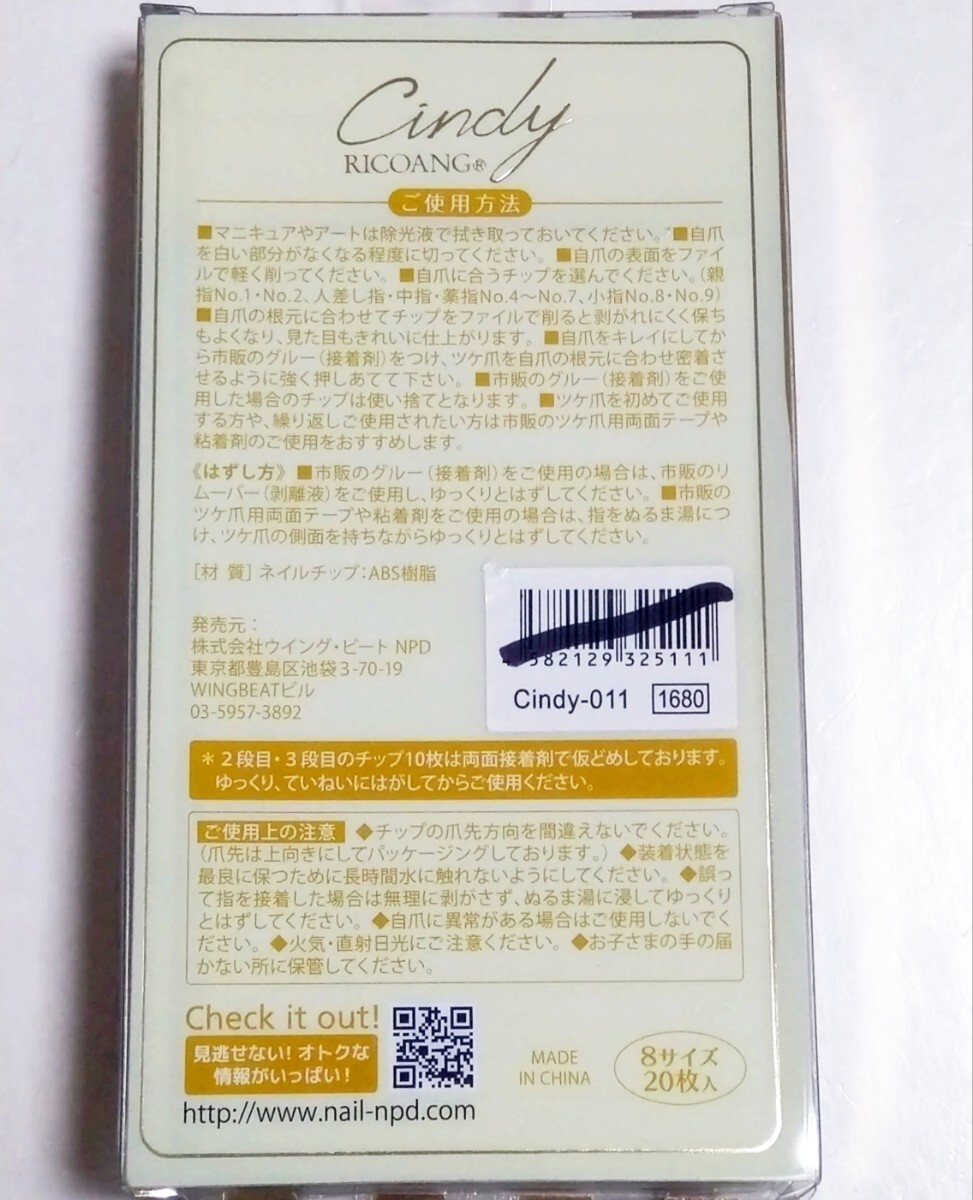 Cindy
RICOANG®
ご使用方法
■マニキュアやアートは除光液で拭き取っておいてください。■自爪
を白い部分がなくなる程度に切ってください。■自爪の表面をファイ
ルで軽く削ってください。■自爪に合うチップを選んでください。(親
指No.1・No.2、人差し指・中指・薬指No.4～No.7、小指No.8・No.9)
■自爪の根元に合わせてチップをファイルで削ると剥がれにくく保ち
もよくなり、見た目もきれいに仕上がります。■自爪をキレイにしてか
ら市販のグルー(接着剤)をつけ、ツケ爪を自爪の根元に合わせ密着さ
せるように強く押しあてて下さい。■市販のグルー(接着剤)をご使
用した場合のチップは使い捨てとなります。■ツケ爪を初めてご使用
する方や、繰り返しご使用されたい方は市販のツケ爪用両面テープや
粘着剤のご使用をおすすめします。
《はずし方》■市販のグルー(接着剤)をご使用の場合は、市販のリ
ムーバー(剥離液)をご使用し、ゆっくりとはずしてください。■市販の
ツケ爪用両面テープや粘着剤をご使用の場合は、指をぬるま湯につ
け、ツケ爪の側面を持ちながらゆっくりとはずしてください。
[材 質]ネイルチップ:ABS樹脂
発売元:
株式会社ウイング・ビート NPD
東京都豊島区池袋3-70-19
WINGBEATビル
03-5957-3892
4 582129 325111
Cindy-011 1680
*2段目・3段目のチップ10枚は両面接着剤で仮どめしております。
ゆっくり、ていねいにはがしてからご使用ください。
ご使用上の注意 ◆チップの爪先方向を間違えないでください。
(爪先は上向きにしてパッケージングしております。)◆装着状態を
最良に保つために長時間水に触れないようにしてください。◆誤っ
て指を接着した場合は無理に剥がさず、ぬるま湯に浸してゆっくり
とはずしてください。◆自爪に異常がある場合はご使用しないでく
ださい。◆火気・直射日光にご注意ください。◆お子さまの手の届
かない所に保管してください。
Check it out!
見逃せない!オトクな
情報がいっぱい!
http://www.nail-npd.com
MADE
IN CHINA
8サイズ
20枚入